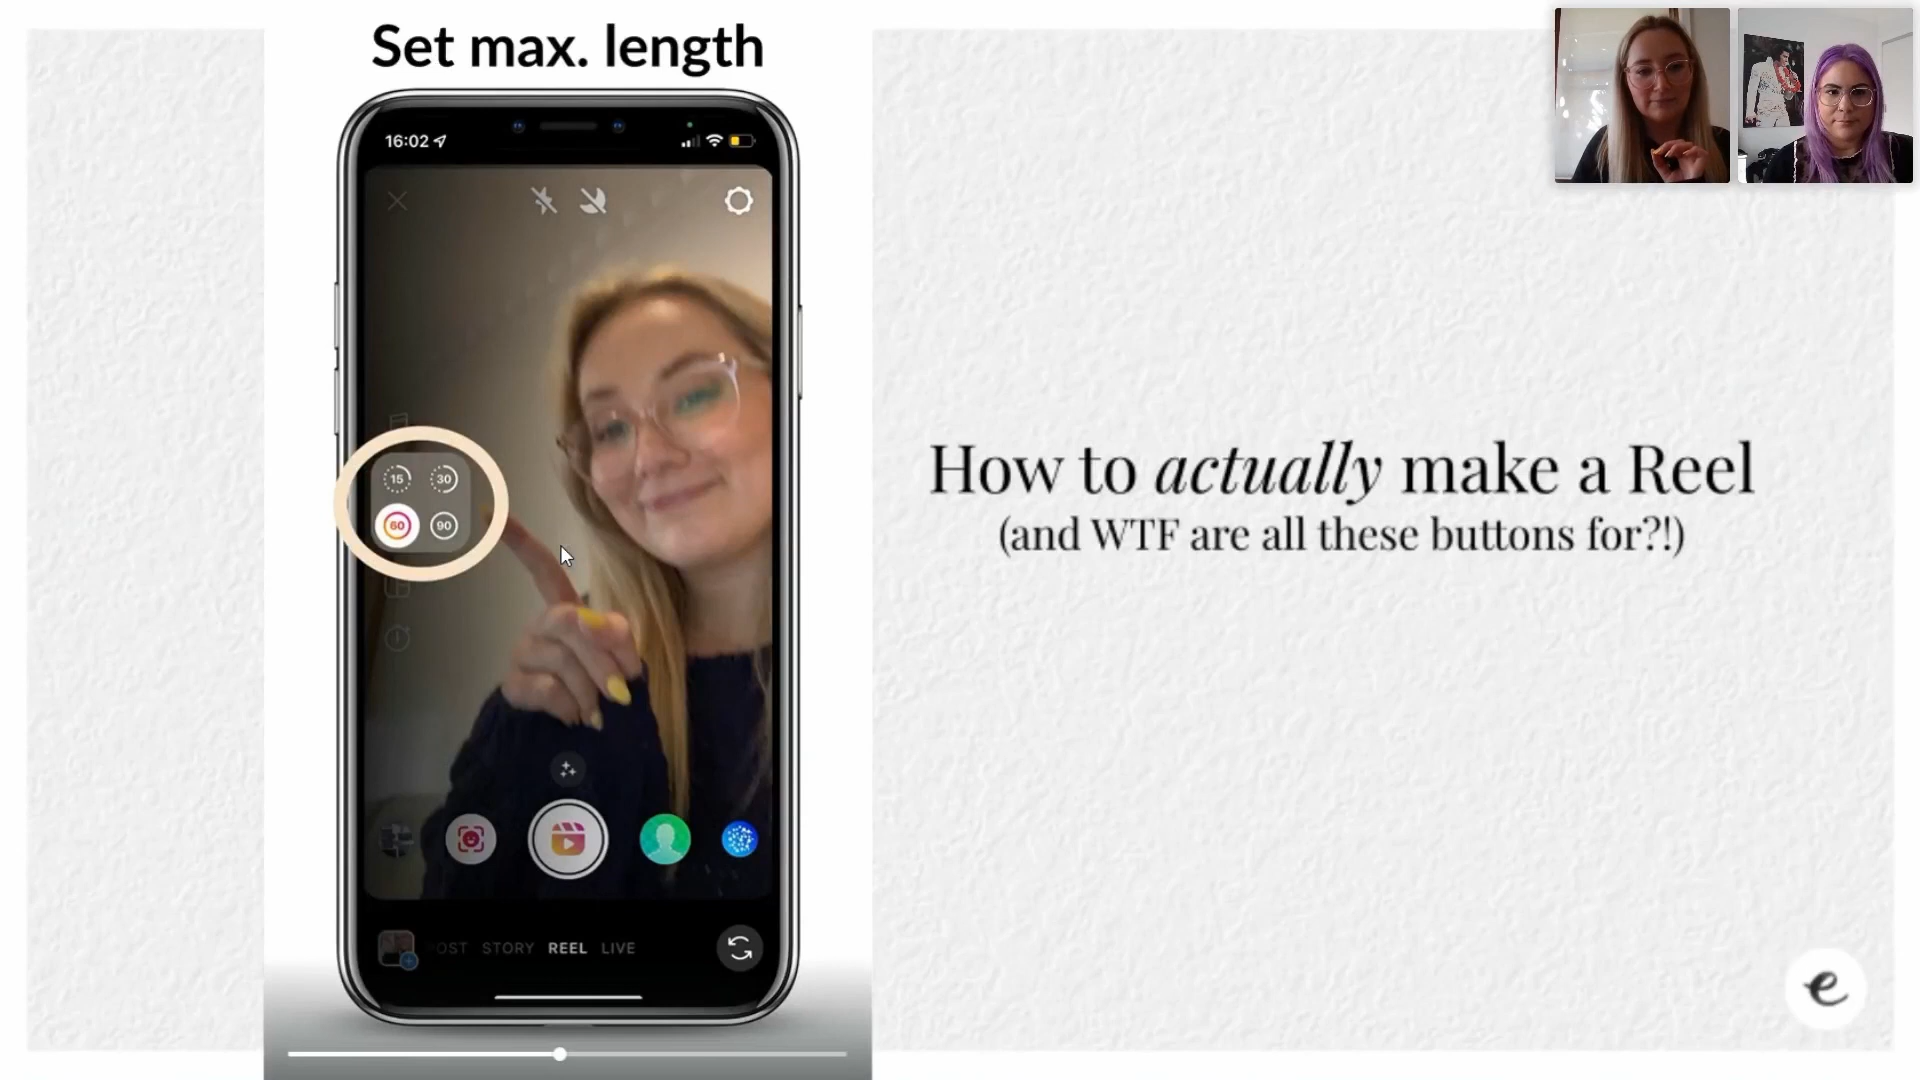 Set max. length
16:02
15 30
60 90
OST STORY REEL LIVE
How to actually make a Reel
(and WTF are all these buttons for?!)
e